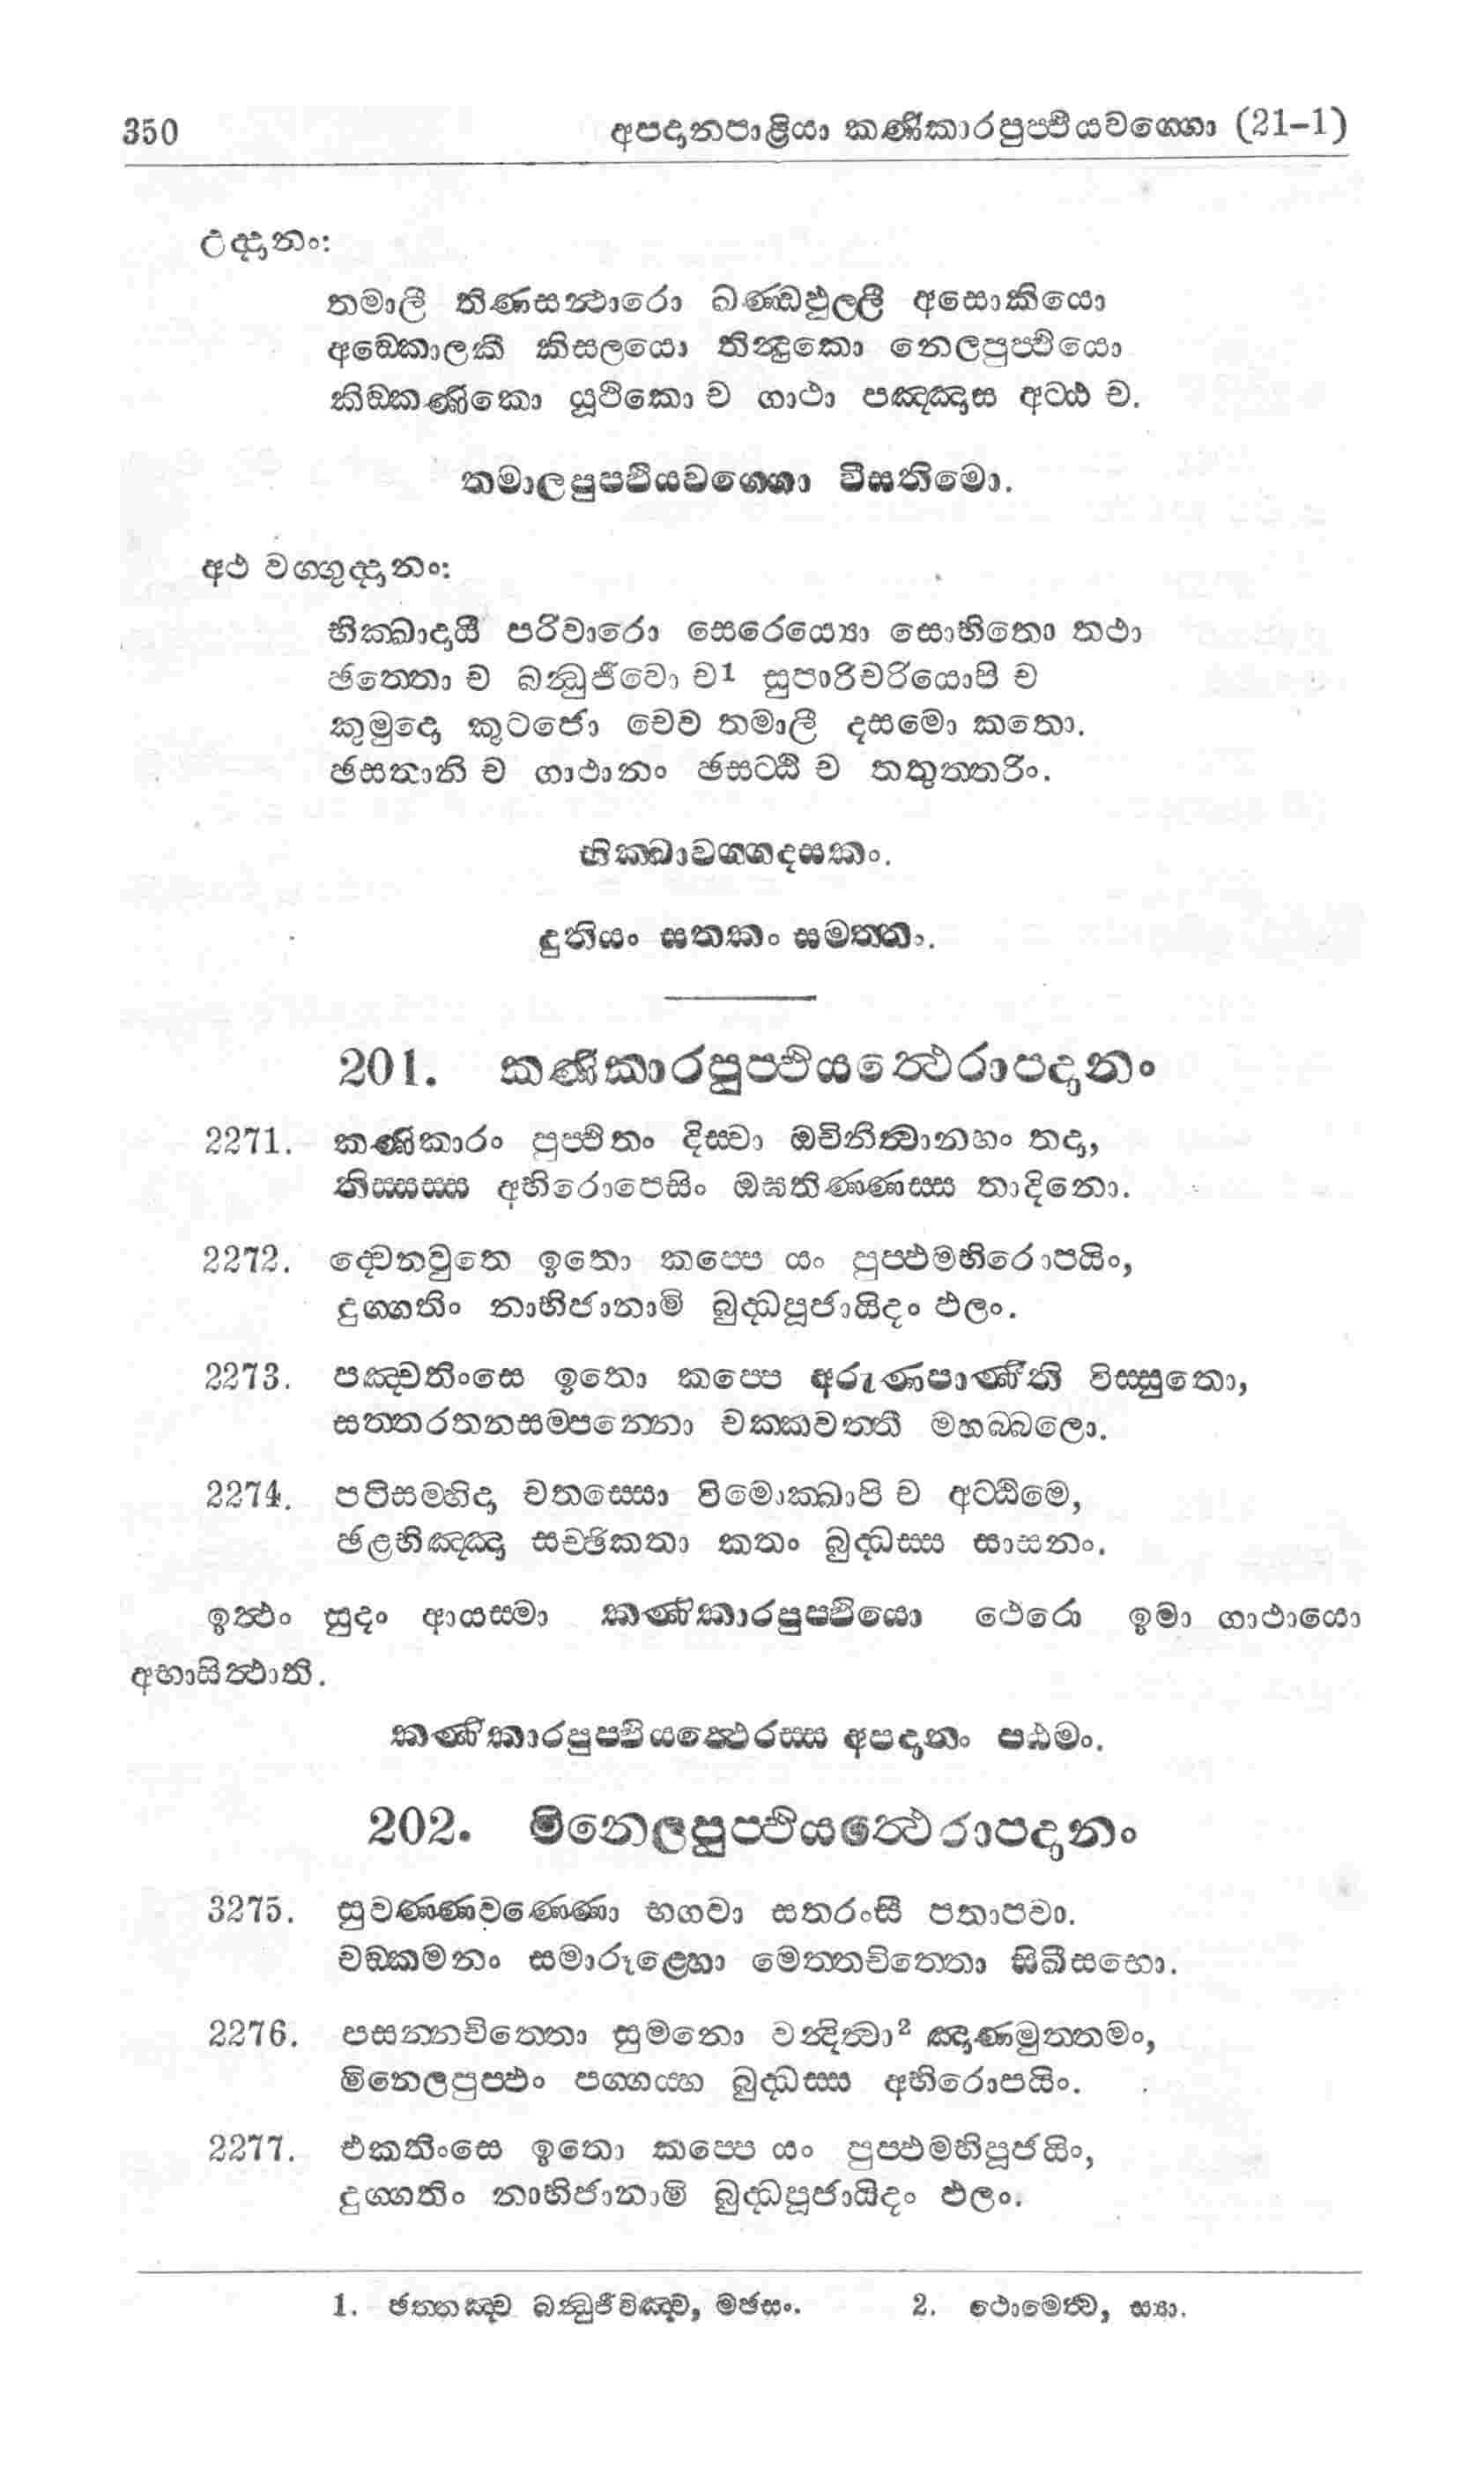 350 අපදානපාළියා කණිකාරපුප්ඵියවග්ගො (21-1)
උද්දානං:
තමාලී තිණසන්ථාරො ඛණ්ඩඵුල්ලී අසොකියො
අඞ්කොලකී කිසලයො තින්දුකො නෙලපුප්ඵියො
කිඞ්කණිකො යූථිකො ච ගාථා පඤ්ඤාස අට්ඨ ච.
තමාලපුප්ඵියවග්ගො වීසතිමො.
අථ වග්ගුද්දානං:
භික්ඛාදායී පරිවාරො සෙරෙය්‍යො සොභිතො තථා
ඡත්තො ච බන්ධුජීවො ච1 සුපාරිචරියොපි ච
කුමුදො කුටජො චෙව තමාලී දසමො කතො.
ඡසතානි ච ගාථානං ඡසට්ඨි ච තතුත්තරිං.
භික්ඛාවග්ගදසකං.
දුතියං සතකං සමත්තං.
201. කණිකාරපුප්ඵියත්ථෙරාපදානං
2271. කණිකාරං පුප්ඵිතං දිස්වා ඔචිනිත්වානහං තදා,
තිස්සස්ස අභිරොපෙසිං ඔඝතිණ්ණස්ස තාදිනො.
2272. ද්වෙනවුතෙ ඉතො කප්පෙ යං පුප්ඵමභිරොපයිං,
දුග්ගතිං නාභිජානාමි බුද්ධපූජායිදං ඵලං.
2273. පඤ්චතිංසෙ ඉතො කප්පෙ අරුණපාණීති විස්සුතො,
සත්තරතනසම්පන්නො චක්කවත්තී මහබ්බලො.
2274. පටිසම්භිදා චතස්සො විමොක්ඛාපි ච අට්ඨිමෙ,
ඡළභිඤ්ඤා සච්ඡිකතා කතං බුද්ධස්ස සාසනං.
ඉත්ථං සුදං ආයස්මා කණිකාරපුප්ඵියො ථෙරො ඉමා ගාථායො
අභාසිත්ථාති.
කණිකාරපුප්ඵියත්ථෙරස්ස අපදානං පඨමං.
202. මිනෙලපුප්ඵියත්ථෙරාපදානං
3275. සුවණ්ණවණ්ණො භගවා සතරංසී පතාපවා.
චඞ්කමනං සමාරූළ්හො මෙත්තචිත්තො සිඛීසභො.
2276. පසන්නචිත්තො සුමනො වන්දිත්වා2 ඤාණමුත්තමං,
මිනෙලපුප්ඵං පග්ගය්හ බුද්ධස්ස අභිරොපයිං.
2277. එකතිංසෙ ඉතො කප්පෙ යං පුප්ඵමභිපූජයිං,
දුග්ගතිං නාභිජානාමි බුද්ධපූජායිදං ඵලං.
1. ඡත්තඤ්ච බන්ධුජීවිඤ්ච, මඡසං. 2. ථොමෙත්වා, ස්‍යා.